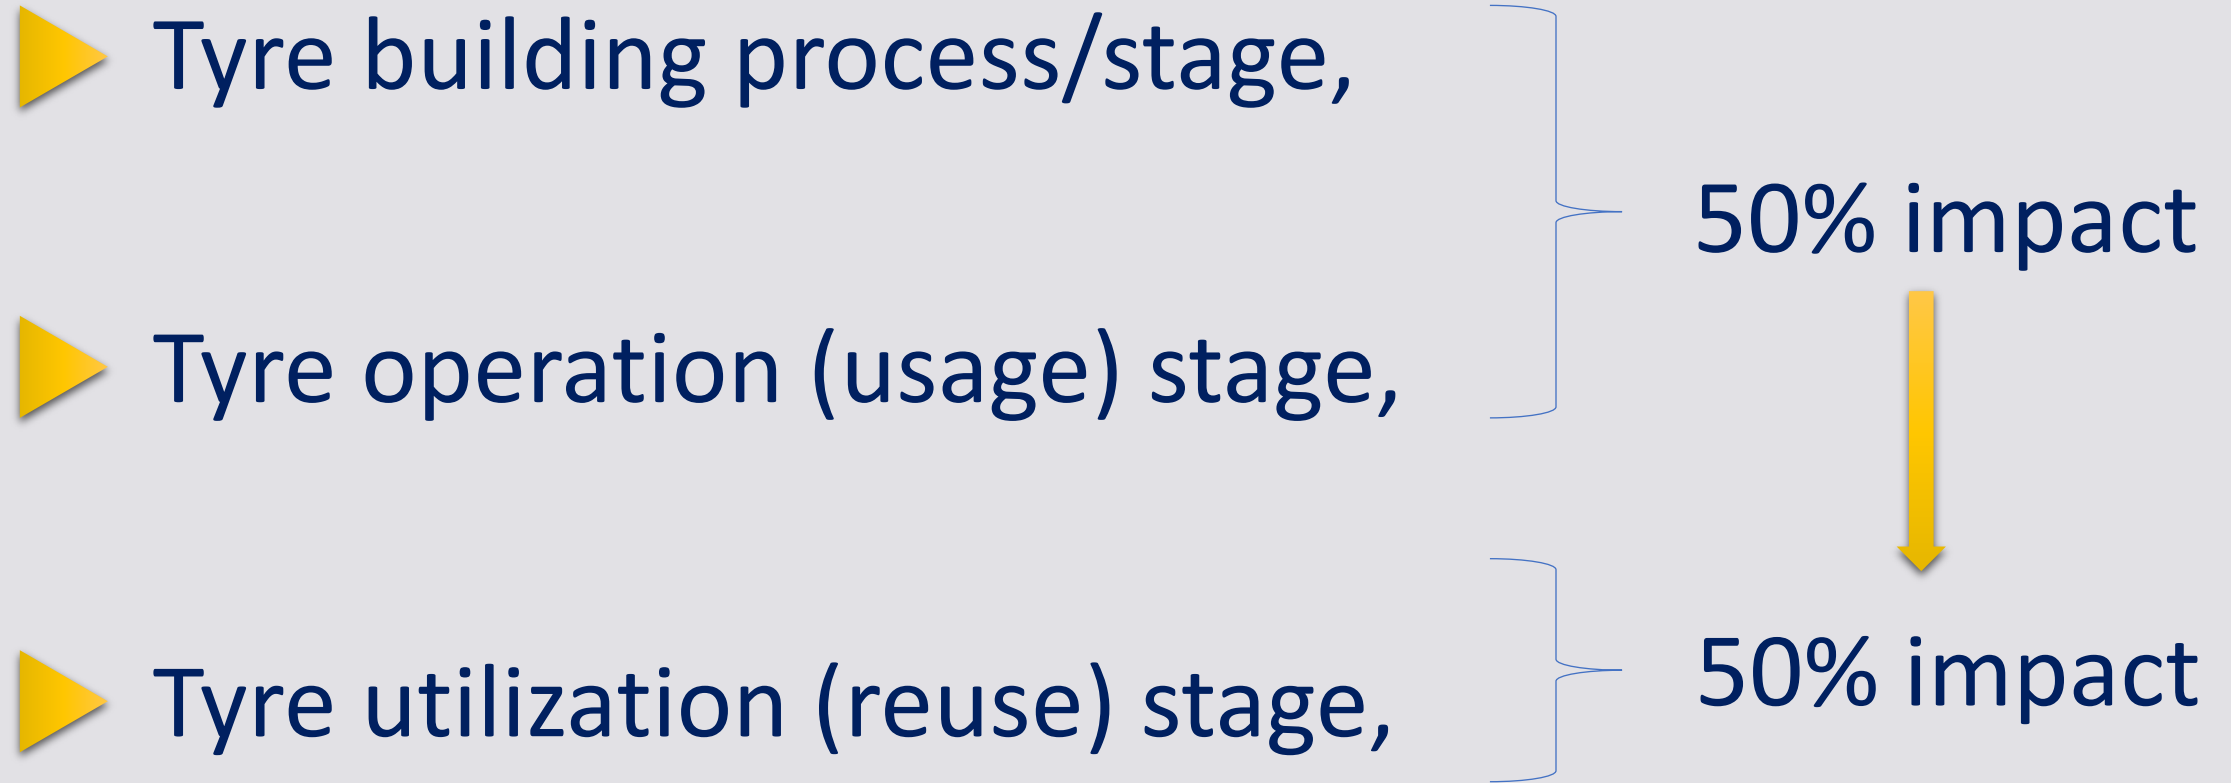 Tyre building process/stage,
50% impact
Tyre operation (usage) stage,
50% impact
Tyre utilization (reuse) stage,